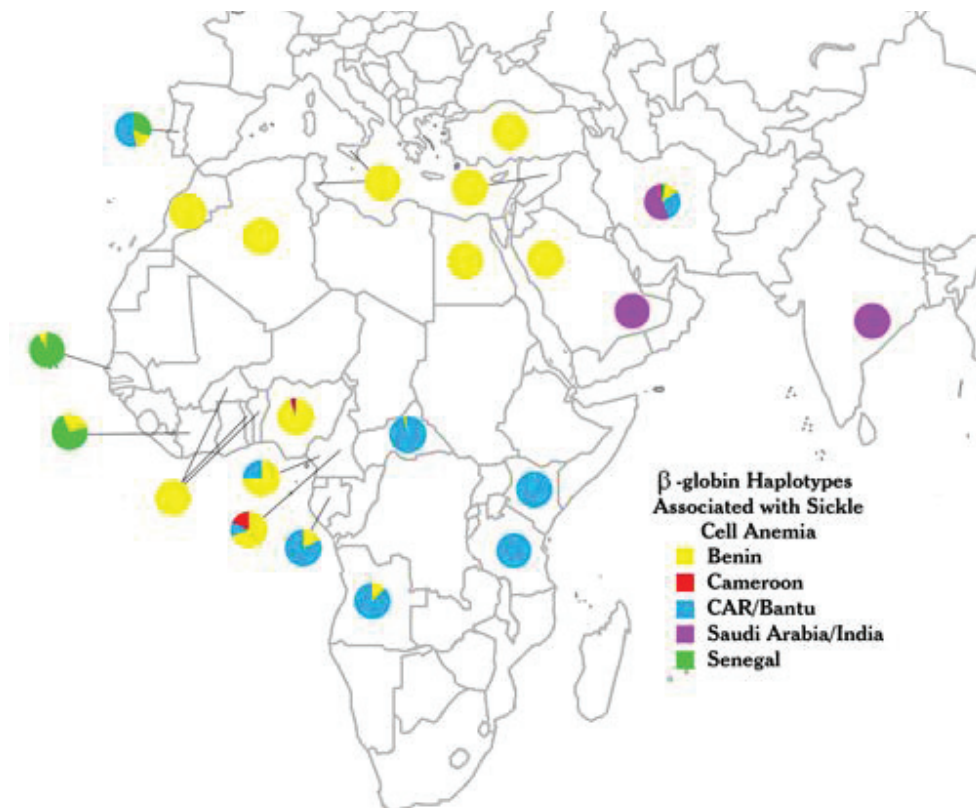 β-globin Haplotypes
Associated with Sickle
Cell Anemia
Benin
Cameroon
CAR/Bantu
Saudi Arabia/India
Senegal